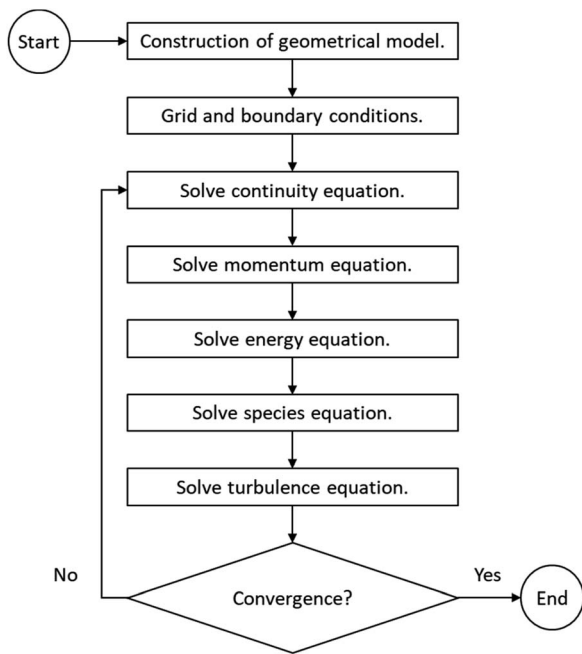 Start
Construction of geometrical model.
Grid and boundary conditions.
Solve continuity equation.
Solve momentum equation.
Solve energy equation.
Solve species equation.
Solve turbulence equation.
No
Convergence?
Yes
End